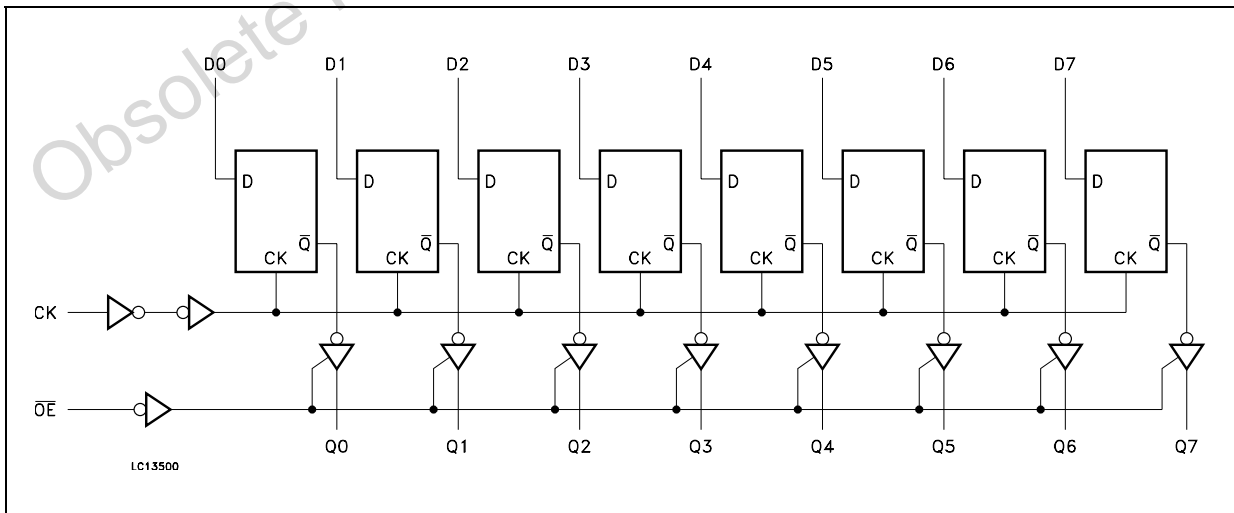 Obsolete
D0 D1 D2 D3 D4 D5 D6 D7
D D D D D D D D
Q̅ Q̅ Q̅ Q̅ Q̅ Q̅ Q̅ Q̅
CK CK CK CK CK CK CK CK
CK
O̅E̅
Q0 Q1 Q2 Q3 Q4 Q5 Q6 Q7
LC13500